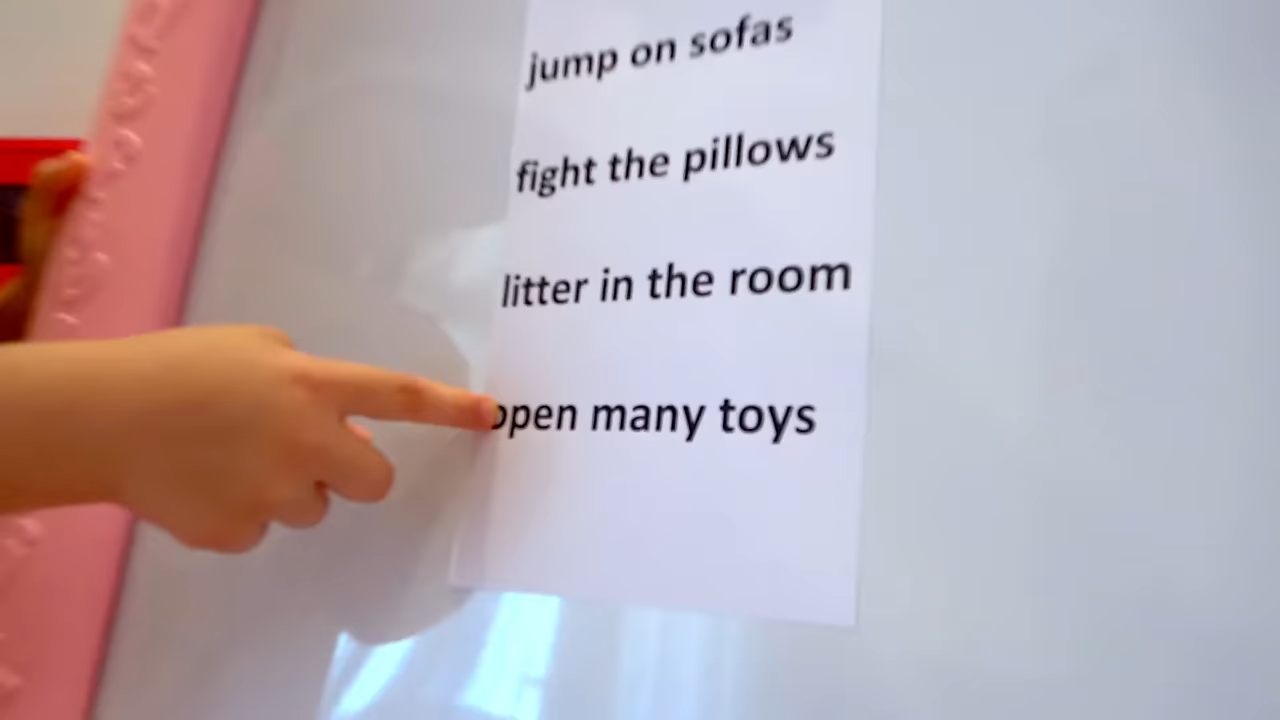 jump on sofas
fight the pillows
litter in the room
open many toys